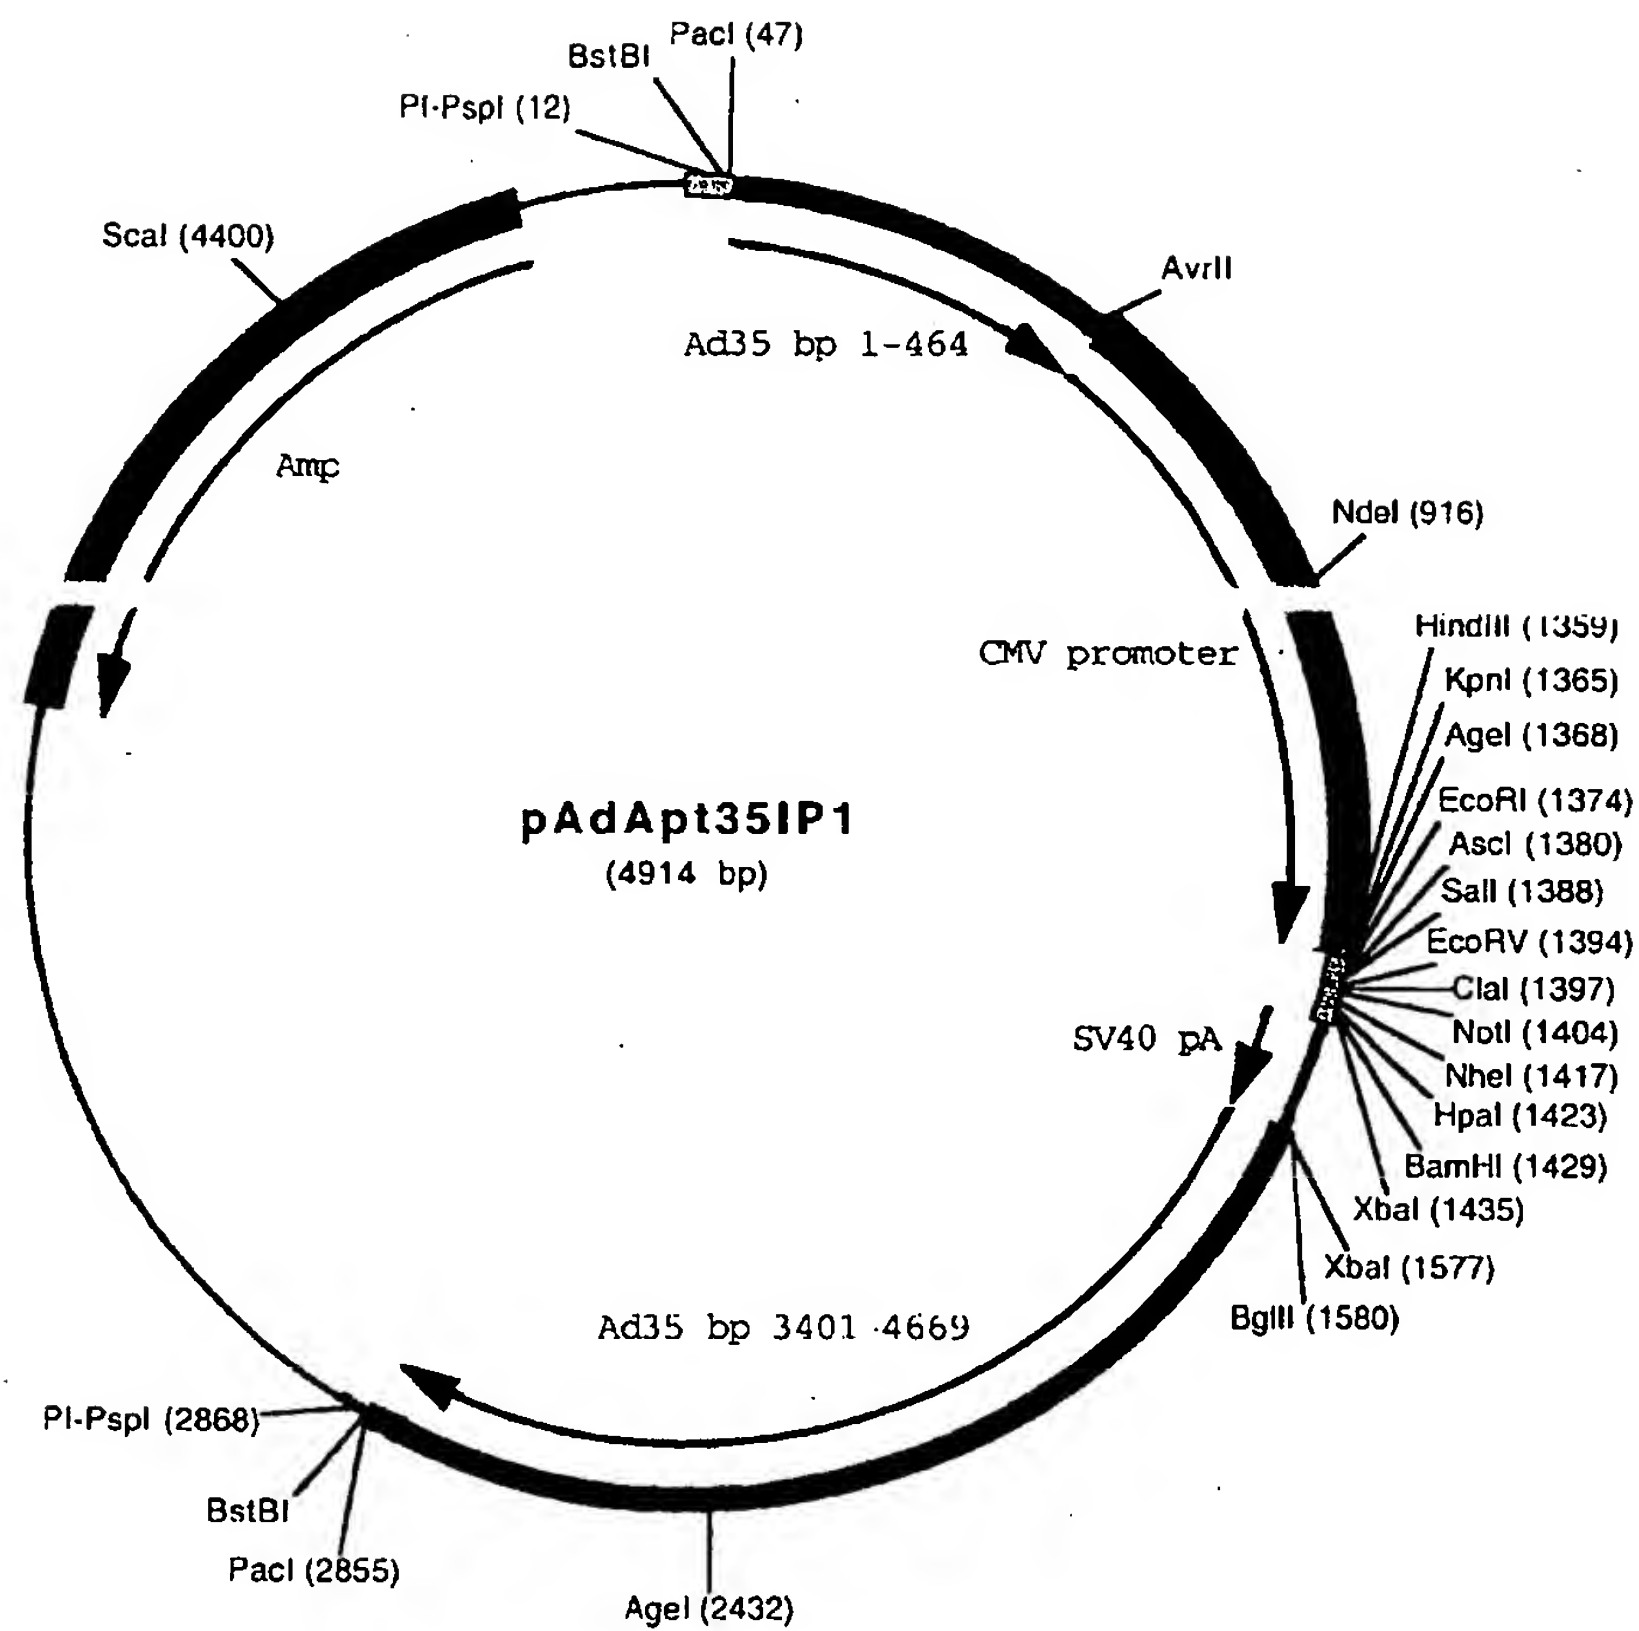 PacI (47)
BstBI
PI-PspI (12)
ScaI (4400)
AvrII
Ad35 bp 1-464
Amp
NdeI (916)
HindIII (1359)
CMV promoter
KpnI (1365)
AgeI (1368)
pAdApt35IP1
EcoRI (1374)
(4914 bp)
AscI (1380)
SalI (1388)
EcoRV (1394)
ClaI (1397)
SV40 pA
NotI (1404)
NheI (1417)
HpaI (1423)
BamHI (1429)
XbaI (1435)
XbaI (1577)
BglII (1580)
Ad35 bp 3401-4669
PI-PspI (2868)
BstBI
PacI (2855)
AgeI (2432)